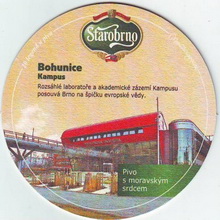 Starobrno
Bohunice
Kampus
Rozsáhlé laboratoře a akademické zázemí Kampusu
posouvá Brno na špičku evropské vědy.
Pivo
s moravským
srdcem